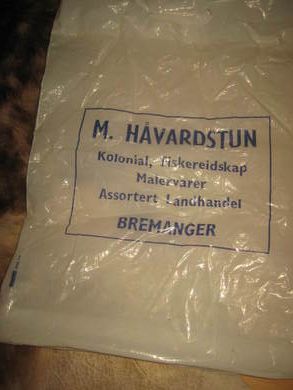 M. HÅVARDSTUN
Kolonial, Fiskereidskap
Malervarer
Assortert Landhandel
BREMANGER